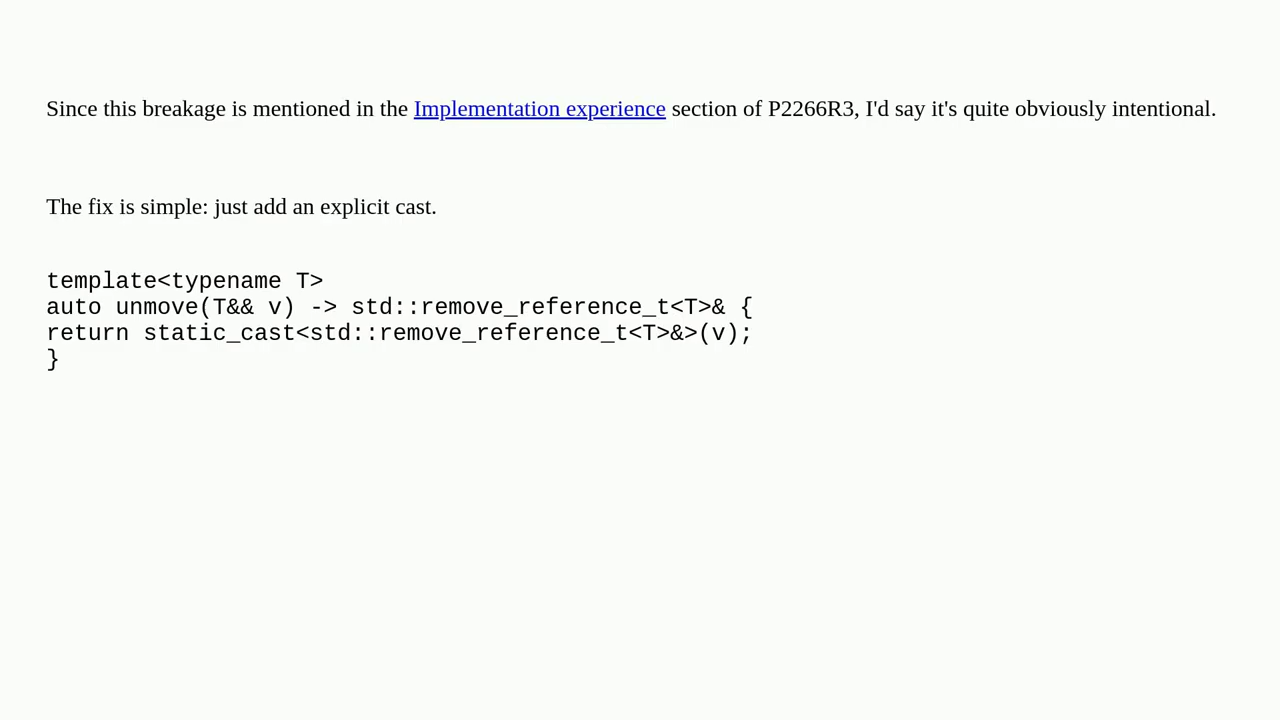 Since this breakage is mentioned in the Implementation experience section of P2266R3, I'd say it's quite obviously intentional.
The fix is simple: just add an explicit cast.
template<typename T>
auto unmove(T&& v) -> std::remove_reference_t<T>& {
return static_cast<std::remove_reference_t<T>&>(v);
}